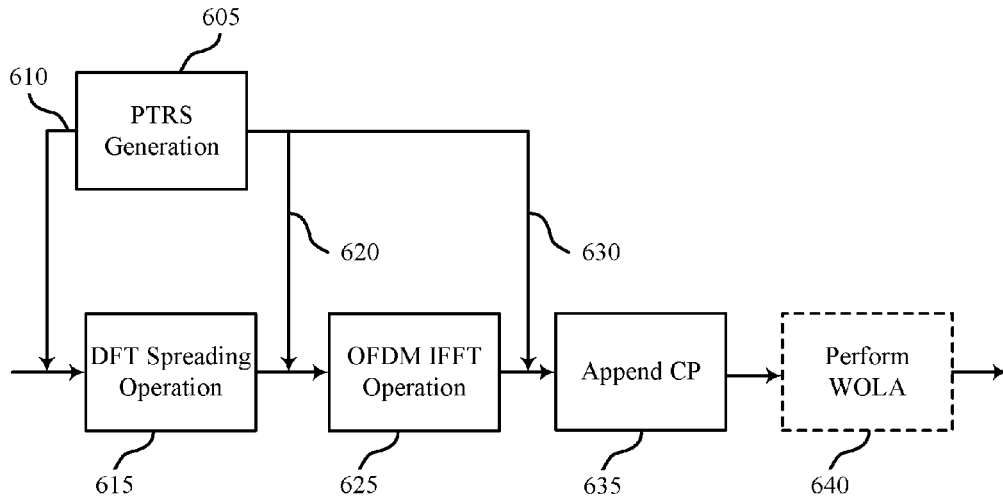 605
610
PTRS
Generation
620
630
DFT Spreading
Operation
OFDM IFFT
Operation
Append CP
Perform
WOLA
615
625
635
640